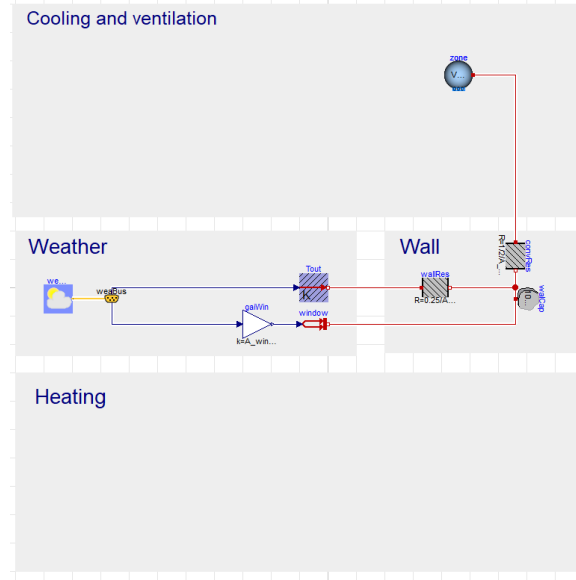 Cooling and ventilation
zone
V...
Weather
Wall
we...
weaBus
Tout
K
walRes
R=0.25/A...
convRes
R=1/2/A_...
walCap
gaiWin
k=A_win...
window
Heating